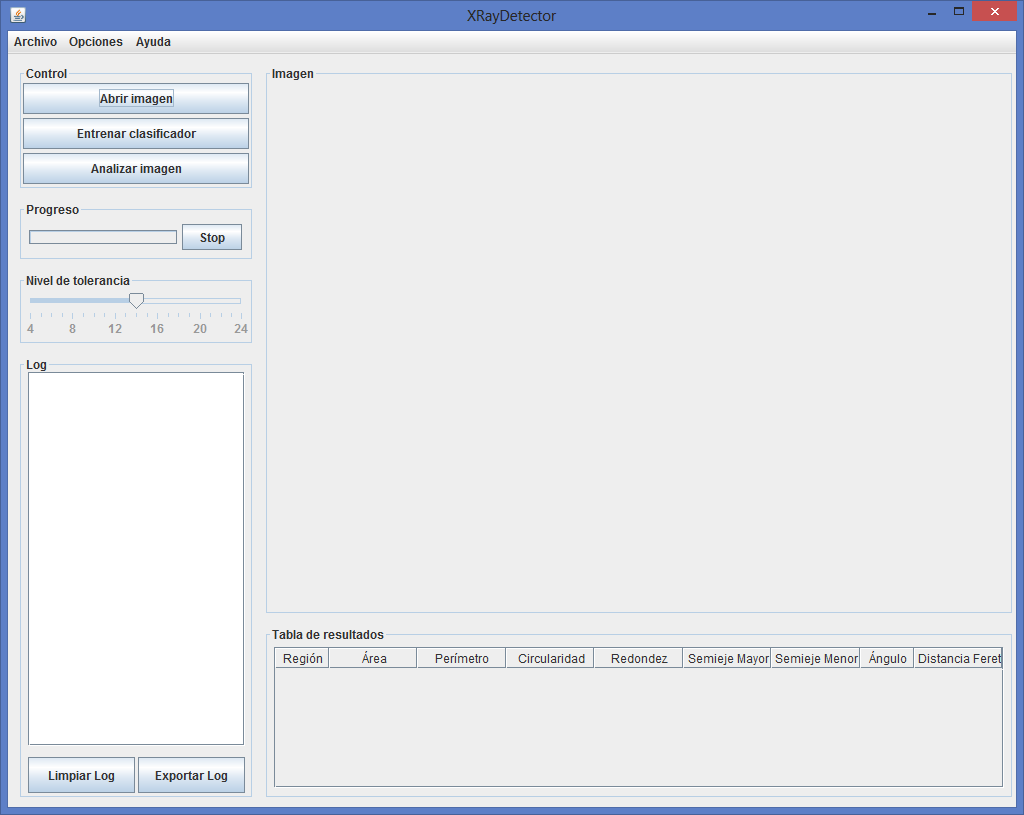 XRayDetector
Archivo Opciones Ayuda
Control
Abrir imagen
Entrenar clasificador
Analizar imagen
Progreso
Stop
Nivel de tolerancia
4 8 12 16 20 24
Log
Limpiar Log Exportar Log
Imagen
Tabla de resultados
Región Área Perímetro Circularidad Redondez Semieje Mayor Semieje Menor Ángulo Distancia Feret